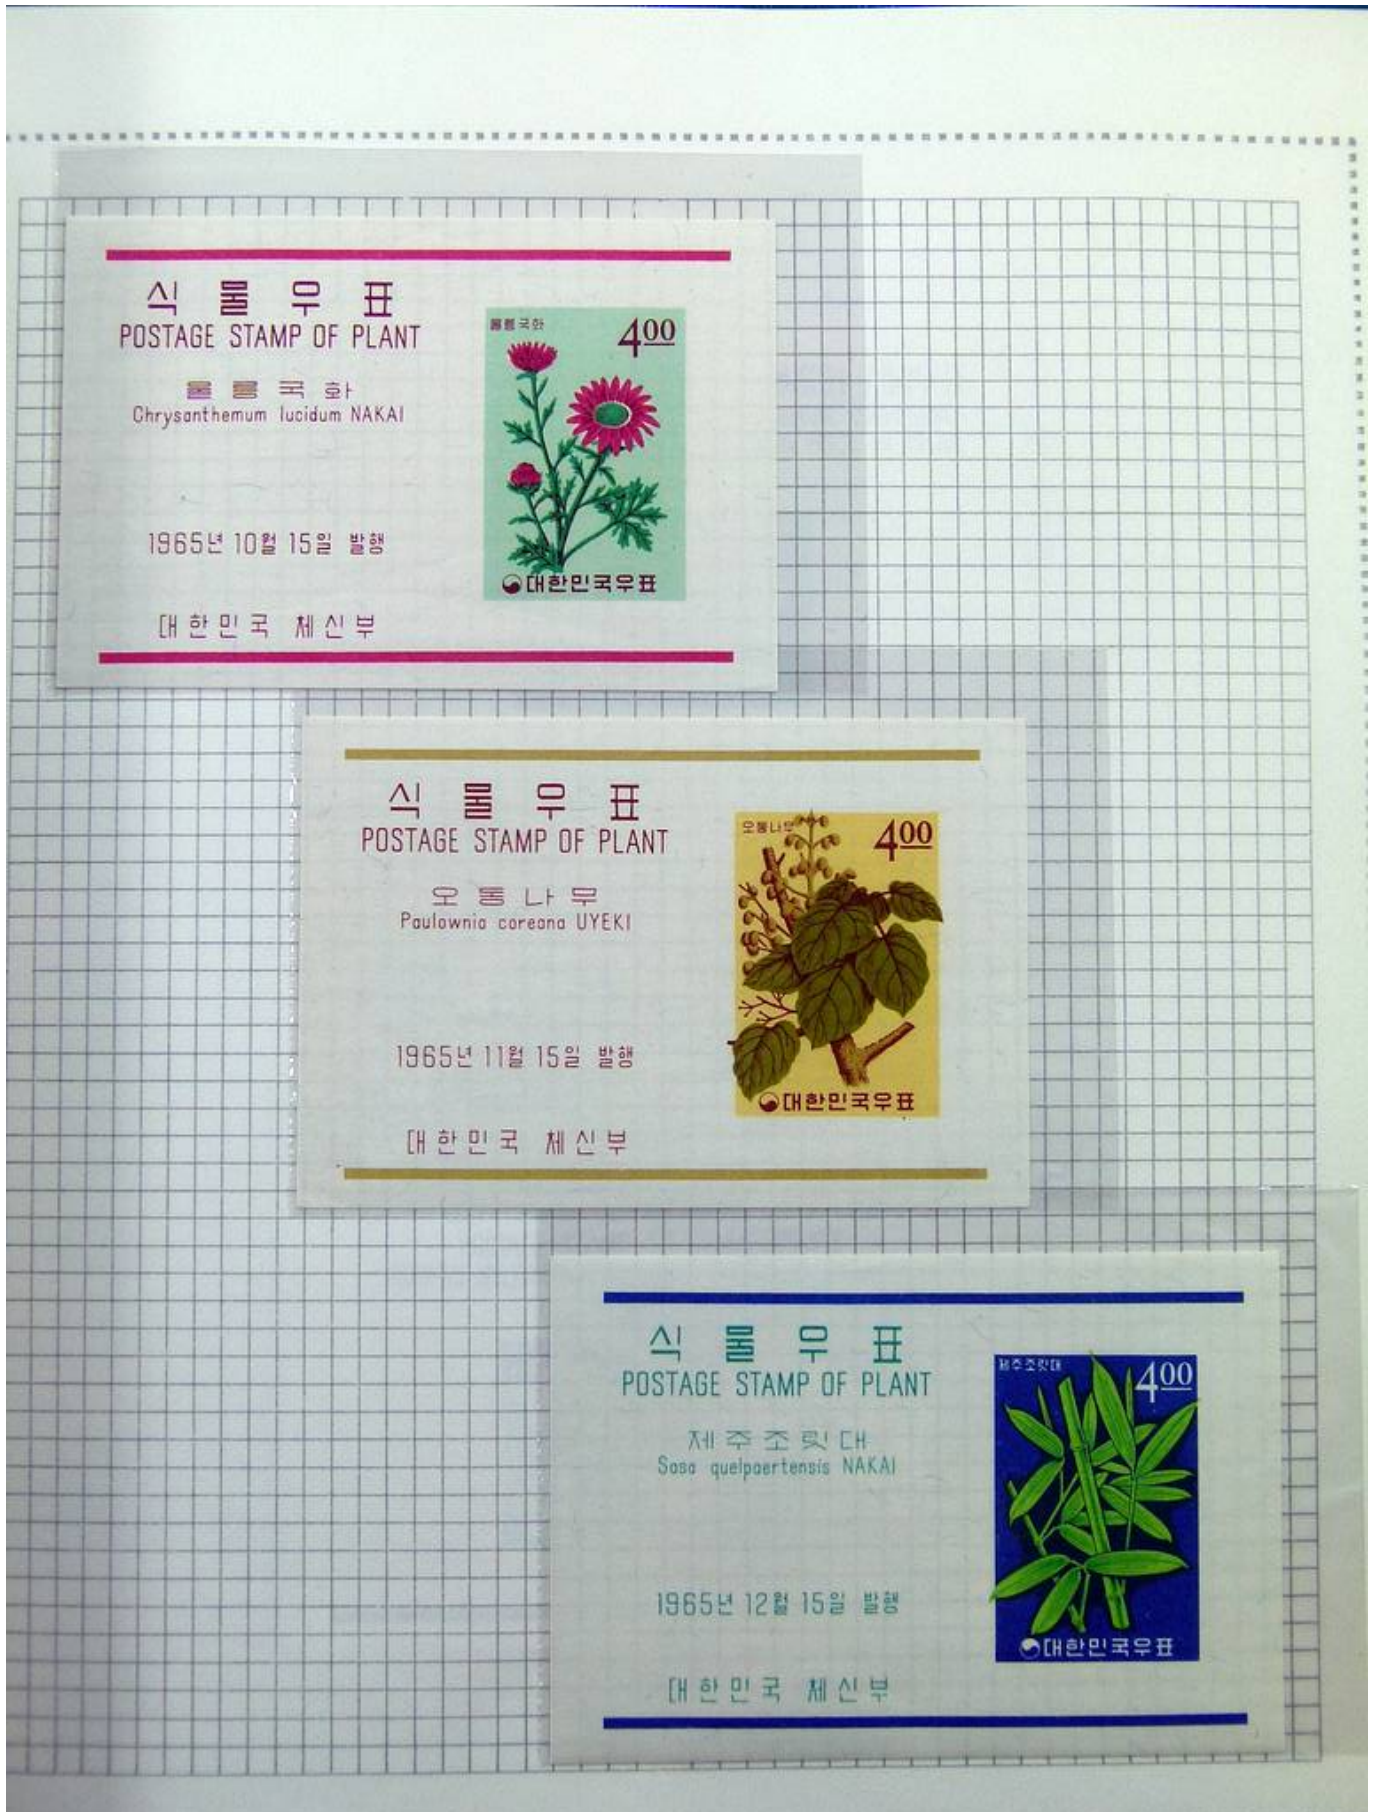 식물우표
POSTAGE STAMP OF PLANT
울릉국화
Chrysanthemum lucidum NAKAI
1965년 10월 15일 발행
대한민국 체신부
울릉국화
400
대한민국우표
식물우표
POSTAGE STAMP OF PLANT
오동나무
Paulownia coreana UYEKI
1965년 11월 15일 발행
대한민국 체신부
오동나무
400
대한민국우표
식물우표
POSTAGE STAMP OF PLANT
제주조릿대
Sasa quelpaertensis NAKAI
1965년 12월 15일 발행
대한민국 체신부
제주조릿대
400
대한민국우표